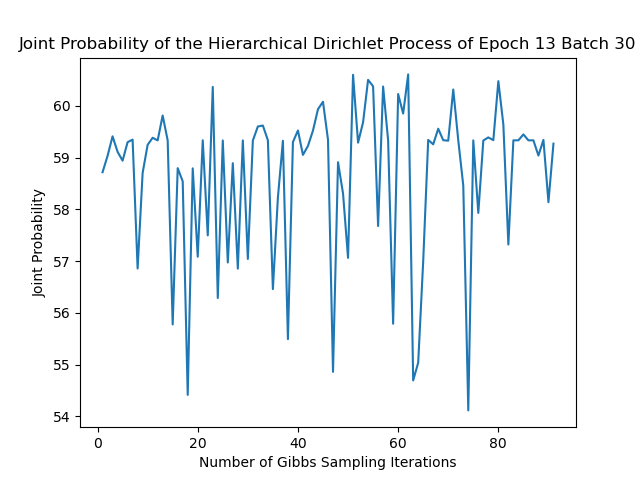 Joint Probability of the Hierarchical Dirichlet Process of Epoch 13 Batch 30
60
59
58
57
56
55
54
Joint Probability
0 20 40 60 80
Number of Gibbs Sampling Iterations